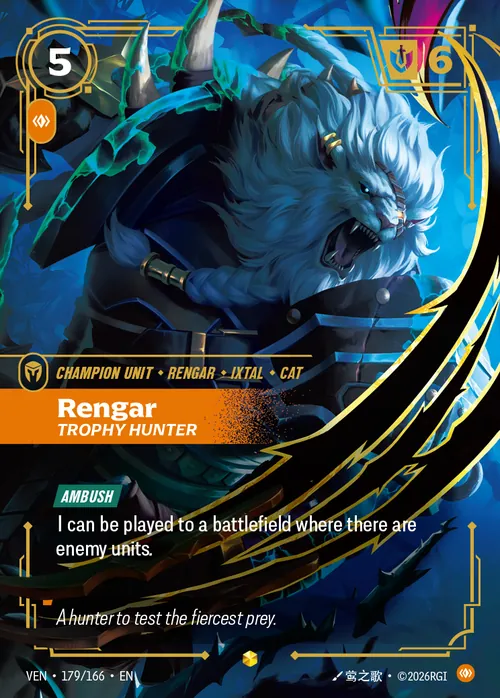 5
6
CHAMPION UNIT • RENGAR • IXTAL • CAT
Rengar
TROPHY HUNTER
AMBUSH
I can be played to a battlefield where there are
enemy units.
A hunter to test the fiercest prey.
VEN • 179/166 • EN
莺之歌 • ©2026RGI